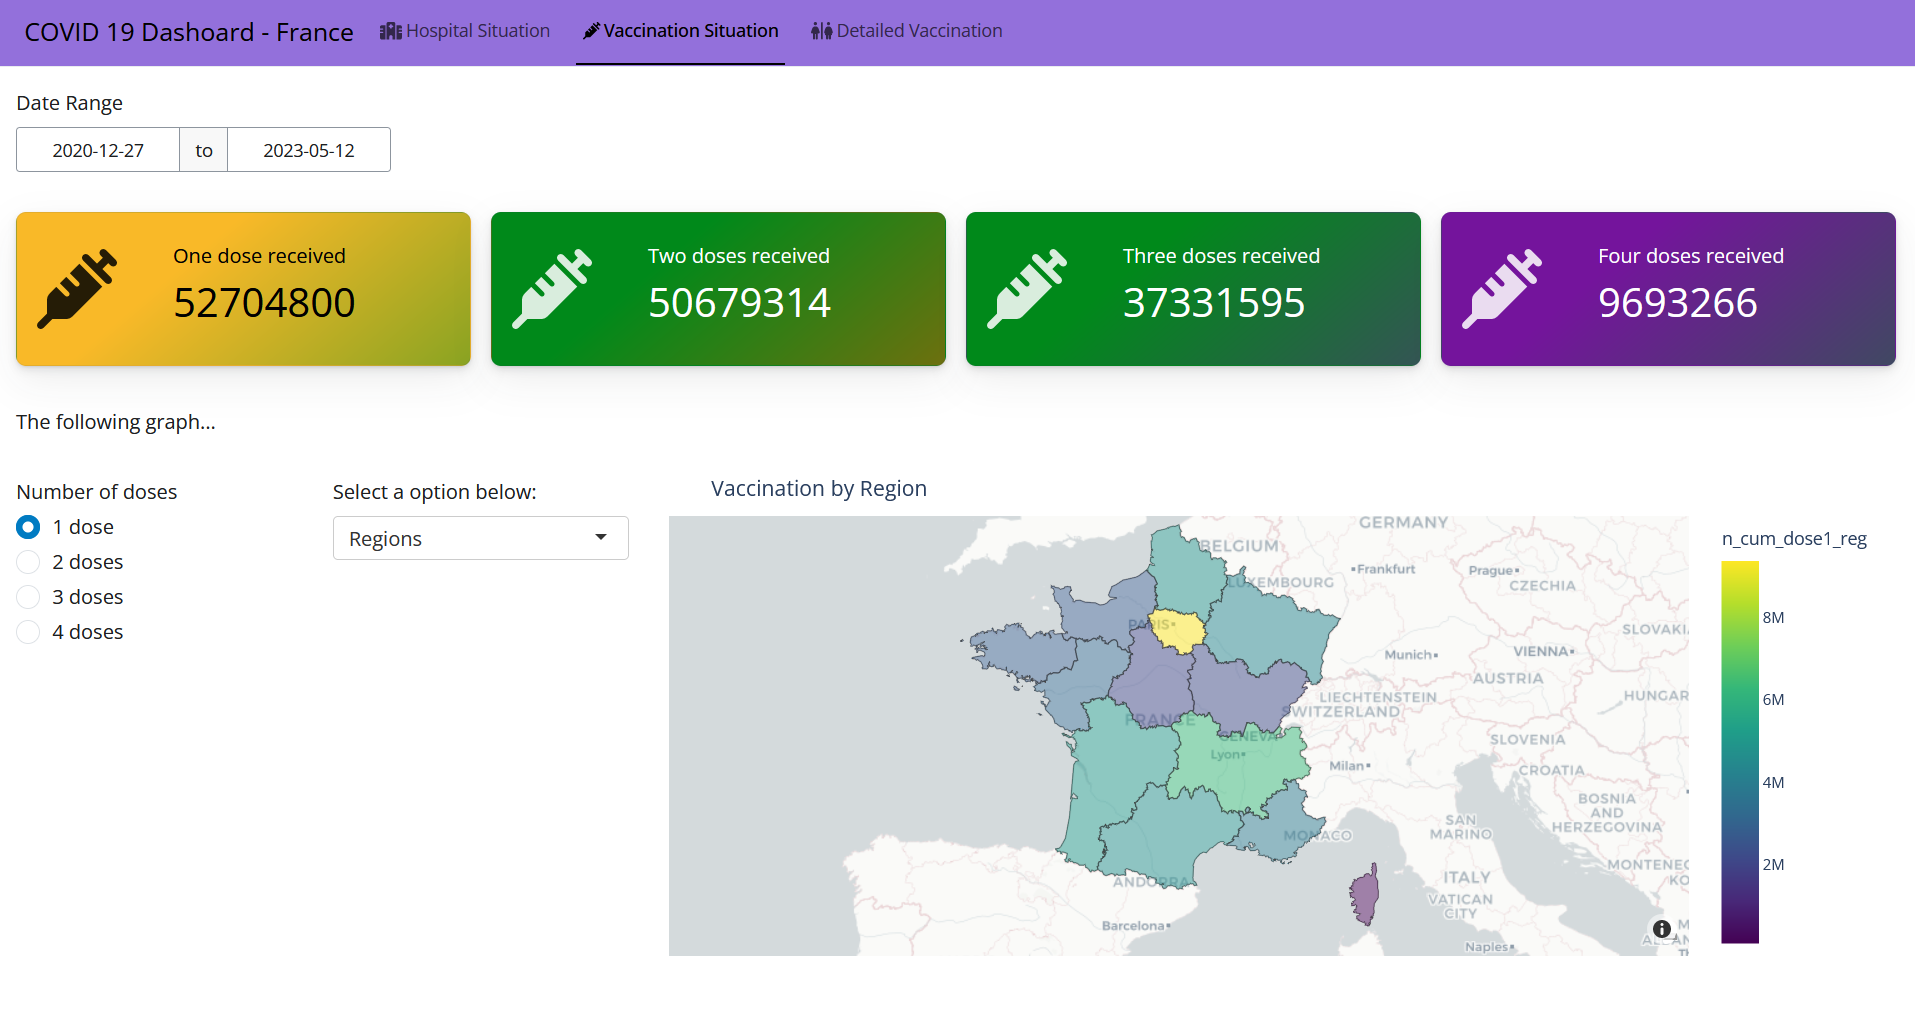 COVID 19 Dashoard - France
Hospital Situation
Vaccination Situation
Detailed Vaccination
Date Range
2020-12-27 to 2023-05-12
One dose received
52704800
Two doses received
50679314
Three doses received
37331595
Four doses received
9693266
The following graph...
Number of doses
1 dose
2 doses
3 doses
4 doses
Select a option below:
Regions
Vaccination by Region
GERMANY
BELGIUM
LUXEMBOURG
Frankfurt
Prague
CZECHIA
PARIS
SLOVAKI
Munich
VIENNA
AUSTRIA
LIECHTENSTEIN
HUNGAR
SWITZERLAND
FRANCE
GENEVA
SLOVENIA
Lyon
Milan
CROATIA
BOSNIA
AND
HERZEGOVINA
SAN
MARINO
MONACO
MONTENEG
KO
ITALY
VATICAN
CITY
ANDORRA
Barcelona
Naples
n_cum_dose1_reg
8M
6M
4M
2M